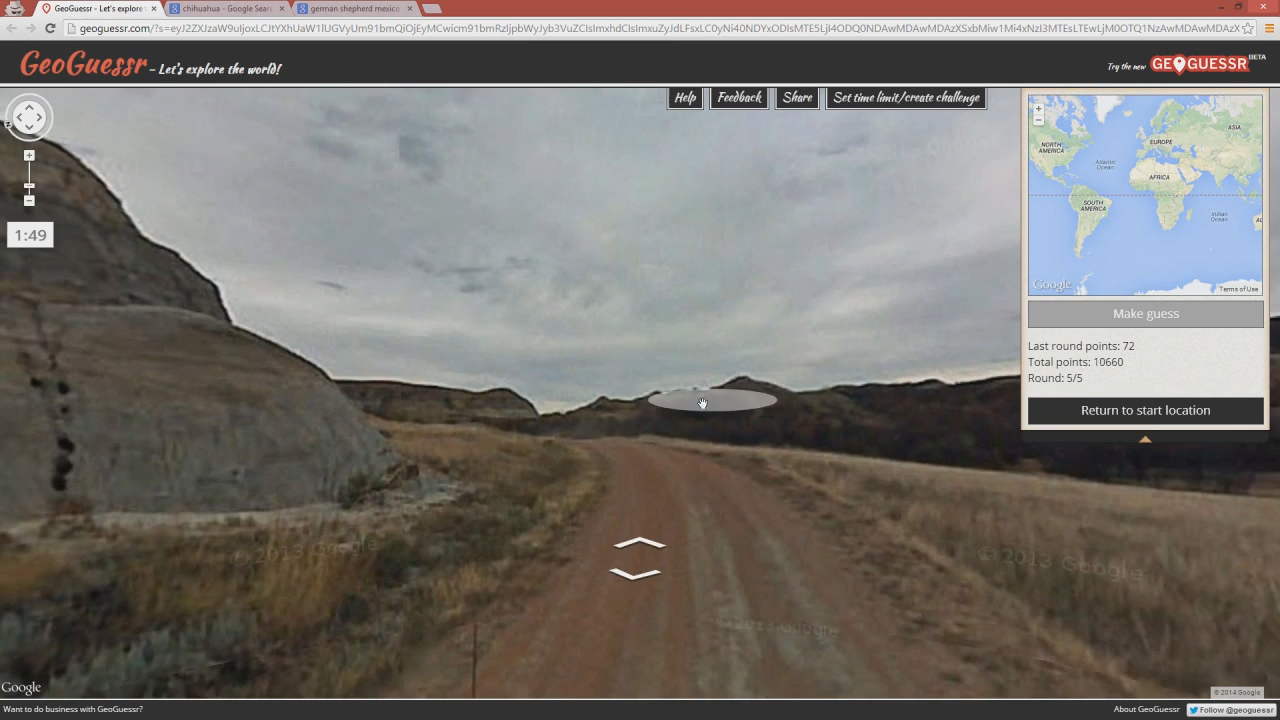 GeoGuessr - Let's explore
chihuahua - Google Sear
german shepherd mexico
GeoGuessr – Let's explore the world!
Try the new GEOGUESSR BETA
Help
Feedback
Share
Set time limit/create challenge
1:49
NORTH AMERICA
EUROPE
ASIA
Atlantic Ocean
AFRICA
SOUTH AMERICA
Indian Ocean
AU
Google
Terms of Use
Make guess
Last round points: 72
Total points: 10660
Round: 5/5
Return to start location
© 2013 Google
© 2013 Google
© 2013 Google
Google
© 2014 Google
Want to do business with GeoGuessr?
About GeoGuessr
Follow @geoguessr